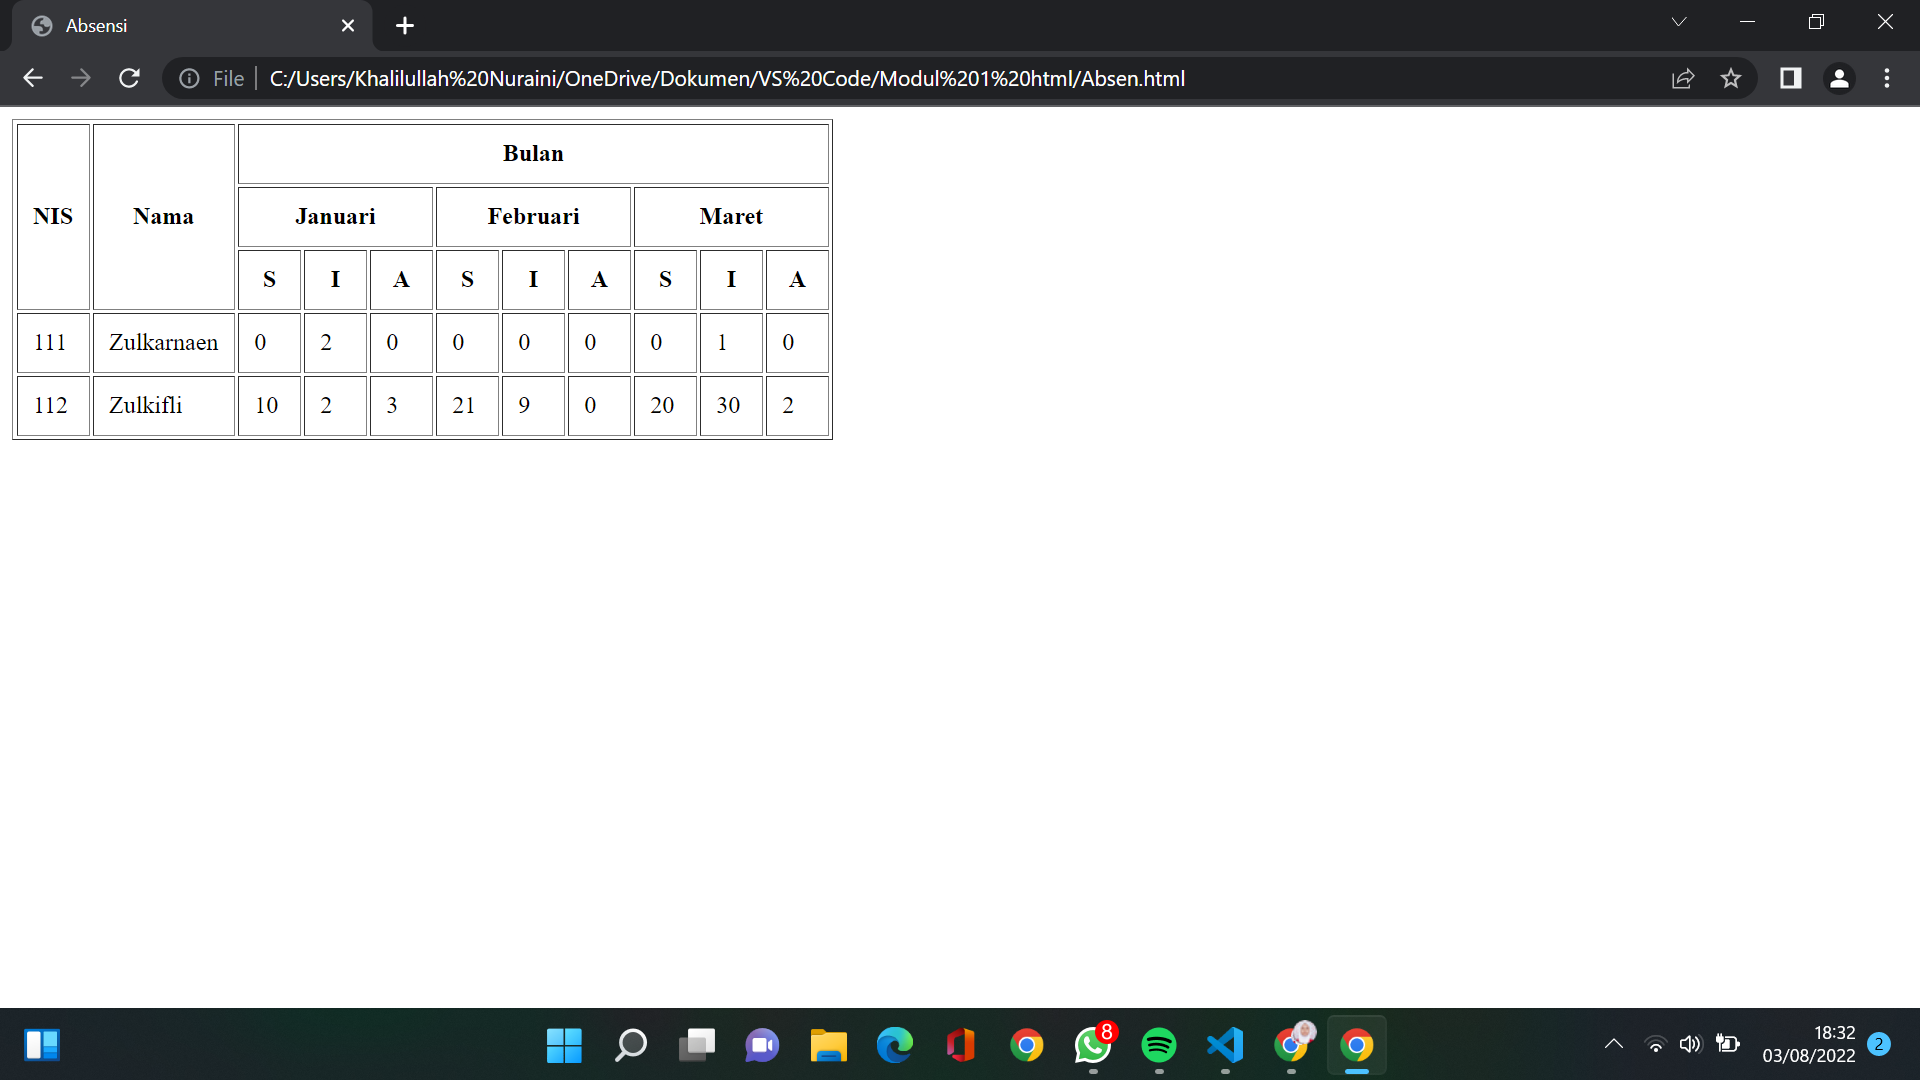 Absensi
File
C:/Users/Khalilullah%20Nuraini/OneDrive/Dokumen/VS%20Code/Modul%201%20html/Absen.html
NIS Nama Bulan
Januari Februari Maret
S I A S I A S I A
111 Zulkarnaen 0 2 0 0 0 0 0 1 0
112 Zulkifli 10 2 3 21 9 0 20 30 2
8
18:32
03/08/2022
2